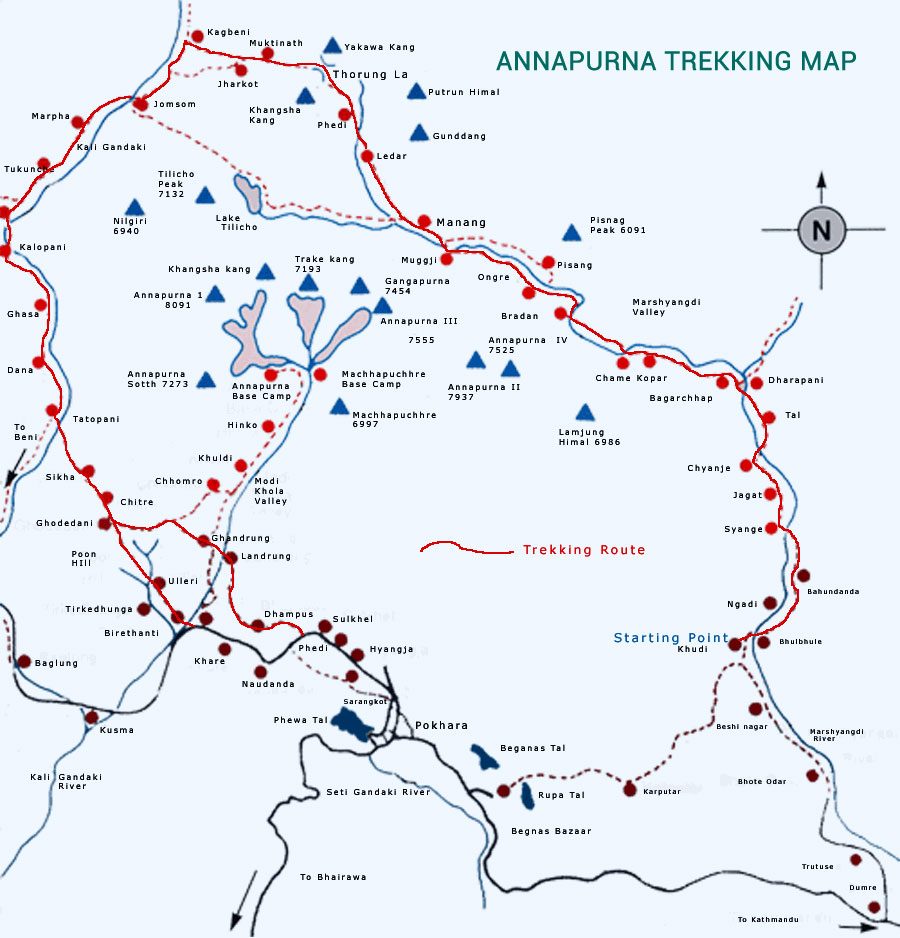 ANNAPURNA TREKKING MAP
Kagbeni
Muktinath
Yakawa Kang
Thorung La
Jharkot
Putrun Himal
Jomsom
Khangsha
Kang
Phedi
Gunddang
Marpha
Kali Gandaki
Ledar
Tukunche
Tilicho
Peak
7132
Nilgiri
6940
Lake
Tilicho
Manang
Pisnag
Peak 6091
N
Kalopani
Muggji
Pisang
Khangsha kang
Trake kang
7193
Ongre
Gangapurna
7454
Annapurna 1
8091
Marshyangdi
Valley
Ghasa
Bradan
Annapurna III
7555
Annapurna IV
7525
Dana
Annapurna
Sotth 7273
Annapurna
Base Camp
Machhapuchhre
Base Camp
Annapurna II
7937
Chame
Kopar
Bagarchhap
Dharapani
Tatopani
To
Beni
Hinko
Machhapuchhre
6997
Lamjung
Himal 6986
Tal
Khuldi
Chyanje
Sikha
Chhomro
Modi
Khola
Valley
Jagat
Chitre
Ghodedani
Syange
Ghandrung
Landrung
Trekking Route
Poon
HIll
Ulleri
Bahundanda
Tirkedhunga
Ngadi
Birethanti
Dhampus
Sulkhel
Starting Point
Khudi
Bhulbhule
Phedi
Hyangja
Baglung
Khare
Naudanda
Sarangkot
Phewa Tal
Pokhara
Beshi nagar
Kusma
Marshyangdi
River
Beganas Tal
Kali Gandaki
River
Seti Gandaki River
Rupa Tal
Karputar
Bhote Odar
Begnas Bazaar
To Bhairawa
Trutuse
Dumre
To Kathmandu